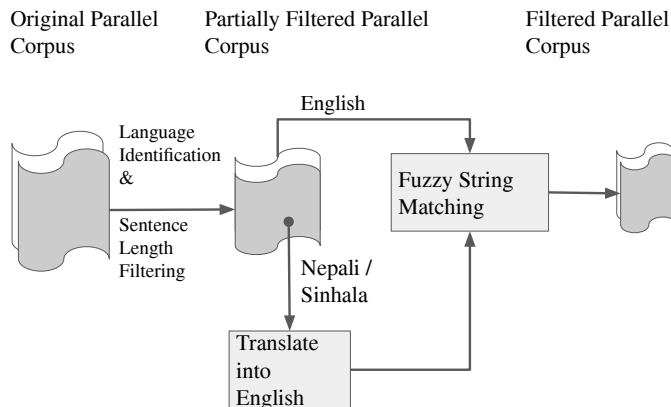 Original Parallel
Corpus
Partially Filtered Parallel
Corpus
Filtered Parallel
Corpus
English
Language
Identification
&
Sentence
Length
Filtering
Fuzzy String
Matching
Nepali /
Sinhala
Translate
into
English